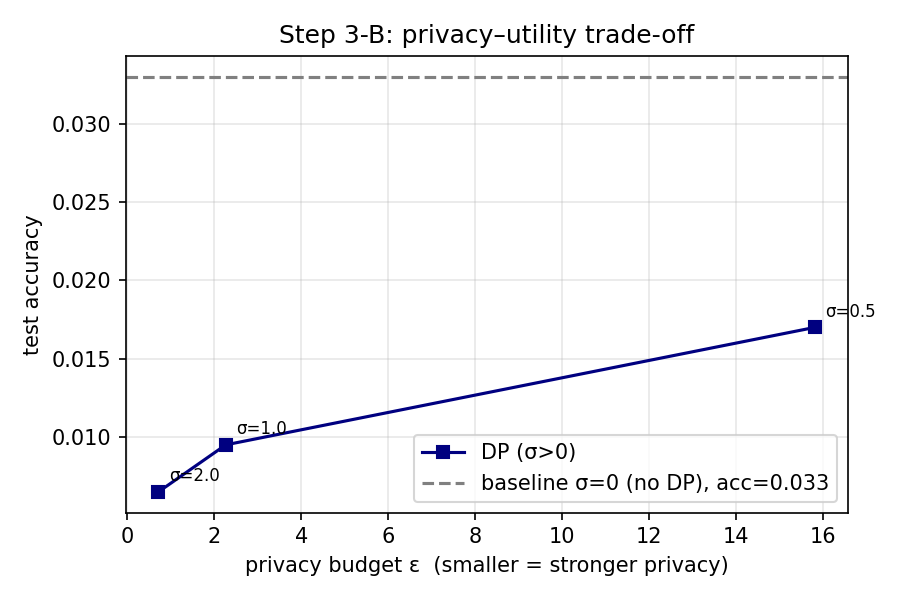 Step 3-B: privacy–utility trade-off
test accuracy
0.030
0.025
0.020
0.015
0.010
σ=0.5
σ=1.0
σ=2.0
DP (σ>0)
baseline σ=0 (no DP), acc=0.033
0 2 4 6 8 10 12 14 16
privacy budget ε  (smaller = stronger privacy)